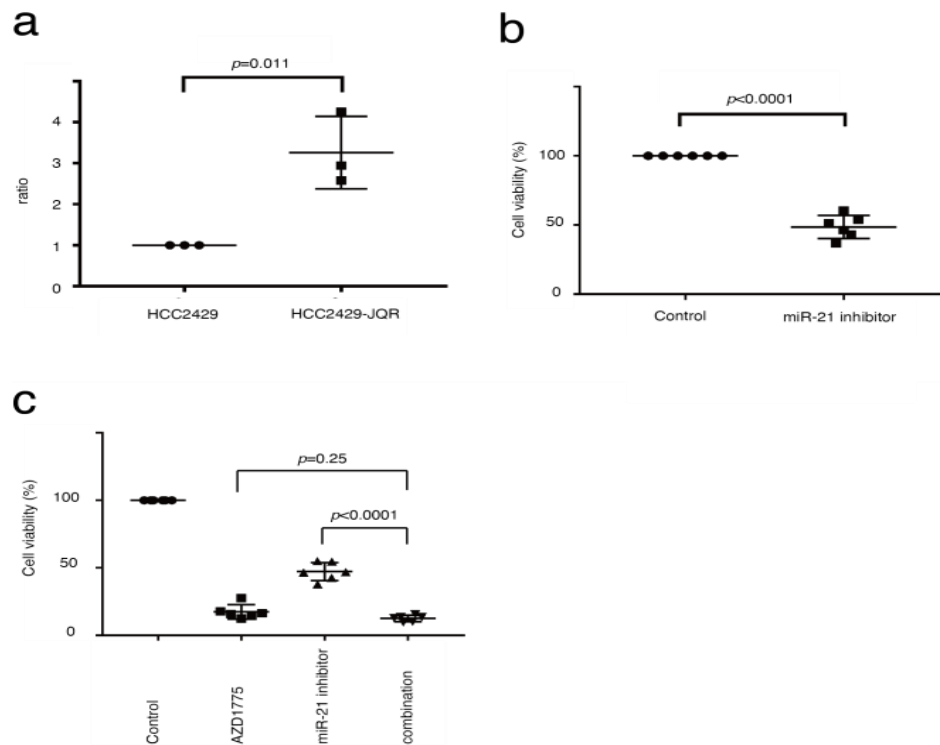 a
p=0.011
4
3
2
1
0
ratio
HCC2429
HCC2429-JQR
b
p<0.0001
100
50
0
Cell viability (%)
Control
miR-21 inhibitor
c
p=0.25
p<0.0001
100
50
0
Cell viability (%)
Control
AZD1775
miR-21 inhibitor
combination